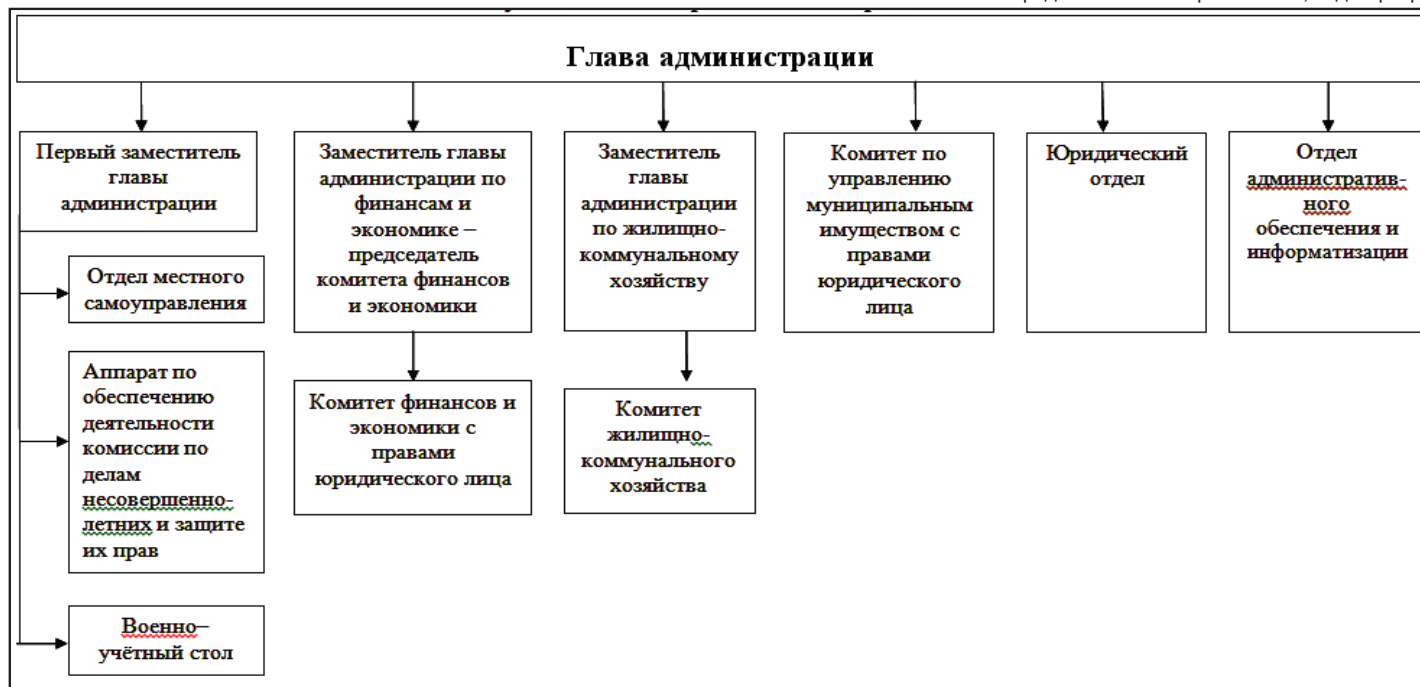 Глава администрации
Первый заместитель
главы
администрации
Заместитель главы
администрации по
финансам и
экономике –
председатель
комитета финансов
и экономики
Заместитель
главы
администрации
по жилищно-
коммунальному
хозяйству
Комитет по
управлению
муниципальным
имуществом с
правами
юридического
лица
Юридический
отдел
Отдел
административ-
ного
обеспечения и
информатизации
Отдел местного
самоуправления
Аппарат по
обеспечению
деятельности
комиссии по
делам
несовершенно-
летних и защите
их прав
Военно–
учётный стол
Комитет финансов и
экономики с
правами
юридического лица
Комитет
жилищно-
коммунального
хозяйства